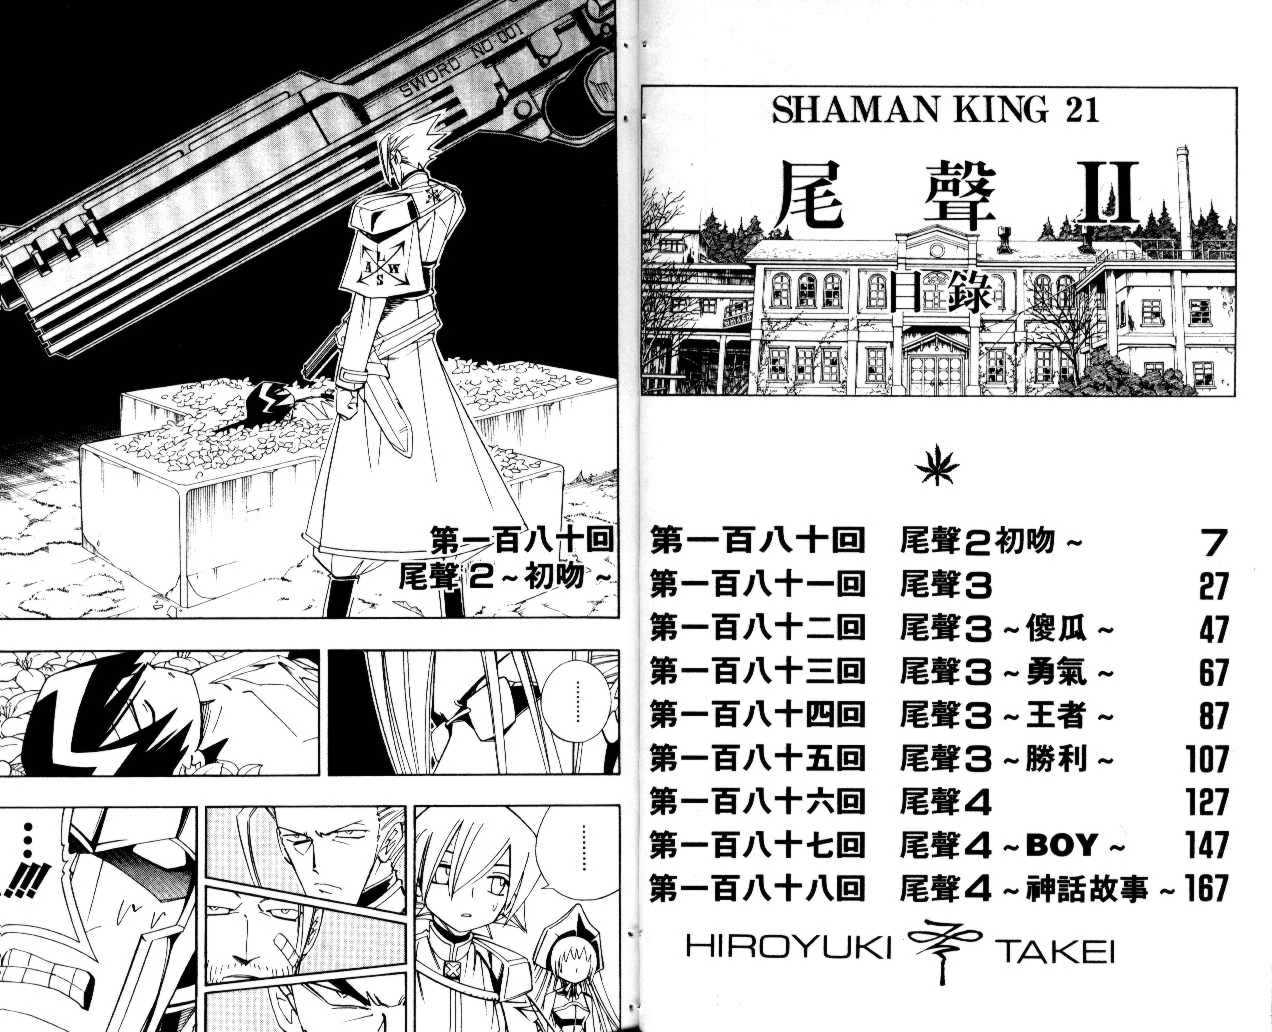 SHAMAN KING 21
尾聲 II
目錄
第一百八十回 尾聲2初吻~ 7
第一百八十一回 尾聲3 27
第一百八十二回 尾聲3~傻瓜~ 47
第一百八十三回 尾聲3~勇氣~ 67
第一百八十四回 尾聲3~王者~ 87
第一百八十五回 尾聲3~勝利~ 107
第一百八十六回 尾聲4 127
第一百八十七回 尾聲4~BOY~ 147
第一百八十八回 尾聲4~神話故事~ 167
HIROYUKI TAKEI
SWORD NO 001
L
A W
S
第一百八十回
尾聲2~初吻~
………
………
…!!!